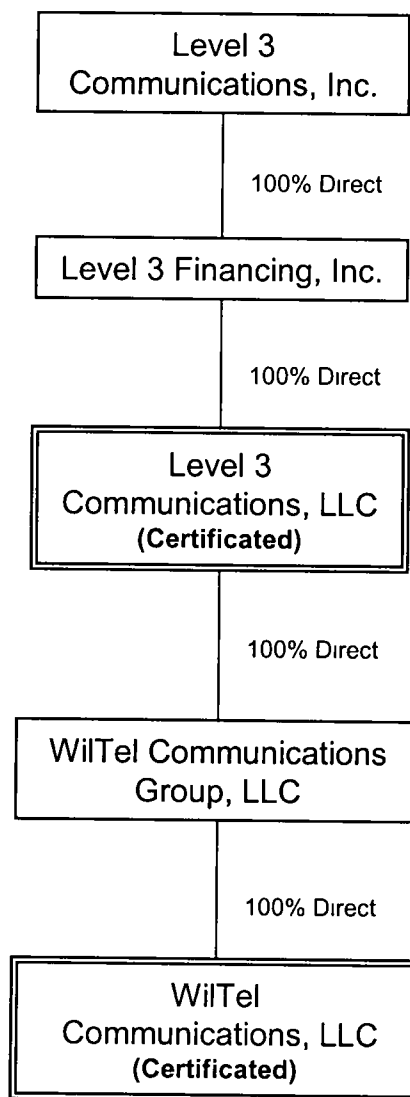 Level 3
Communications, Inc.
100% Direct
Level 3 Financing, Inc.
100% Direct
Level 3
Communications, LLC
(Certificated)
100% Direct
WilTel Communications
Group, LLC
100% Direct
WilTel
Communications, LLC
(Certificated)